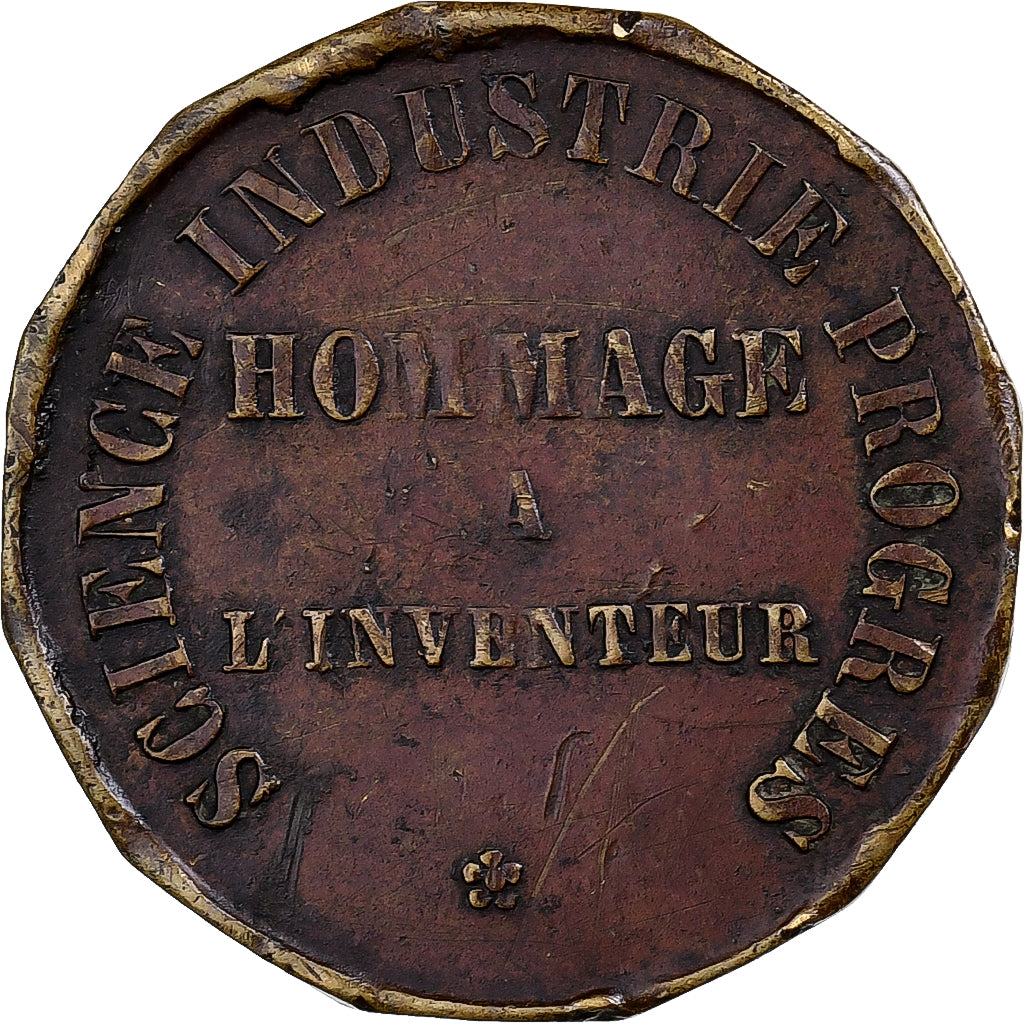 SCIENCE INDUSTRIE PROGRES
HOMMAGE
A
L'INVENTEUR